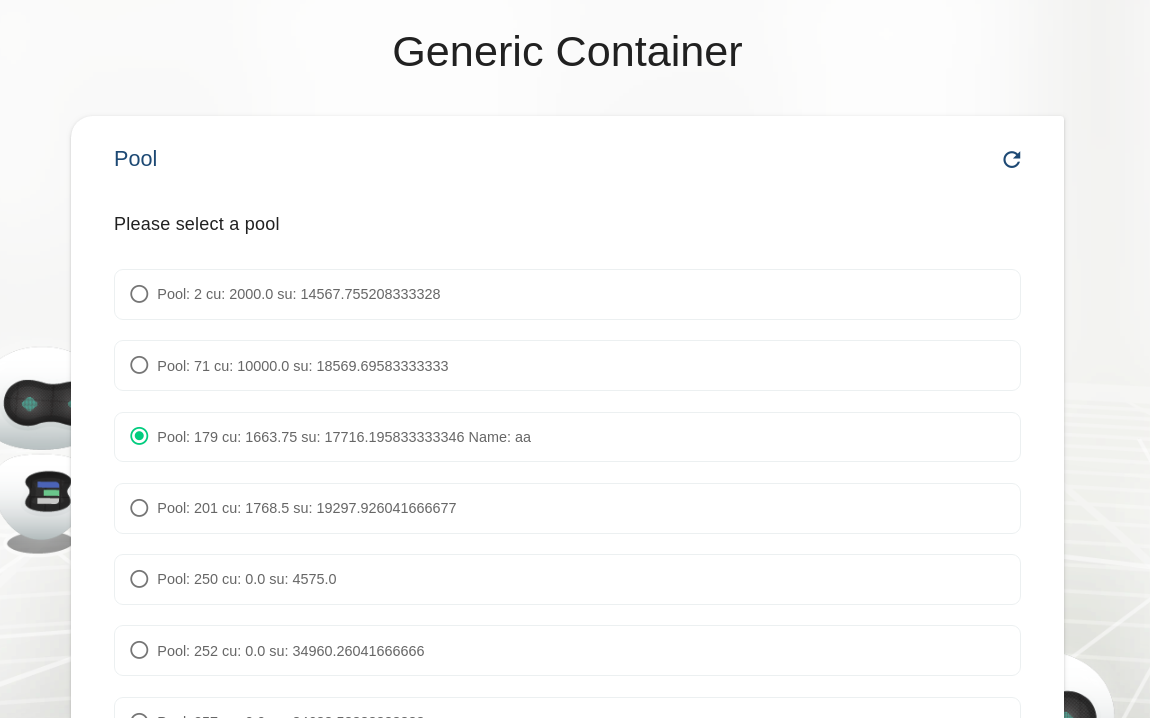 Generic Container
Pool
Please select a pool
Pool: 2 cu: 2000.0 su: 14567.755208333328
Pool: 71 cu: 10000.0 su: 18569.69583333333
Pool: 179 cu: 1663.75 su: 17716.195833333346 Name: aa
Pool: 201 cu: 1768.5 su: 19297.926041666677
Pool: 250 cu: 0.0 su: 4575.0
Pool: 252 cu: 0.0 su: 34960.26041666666